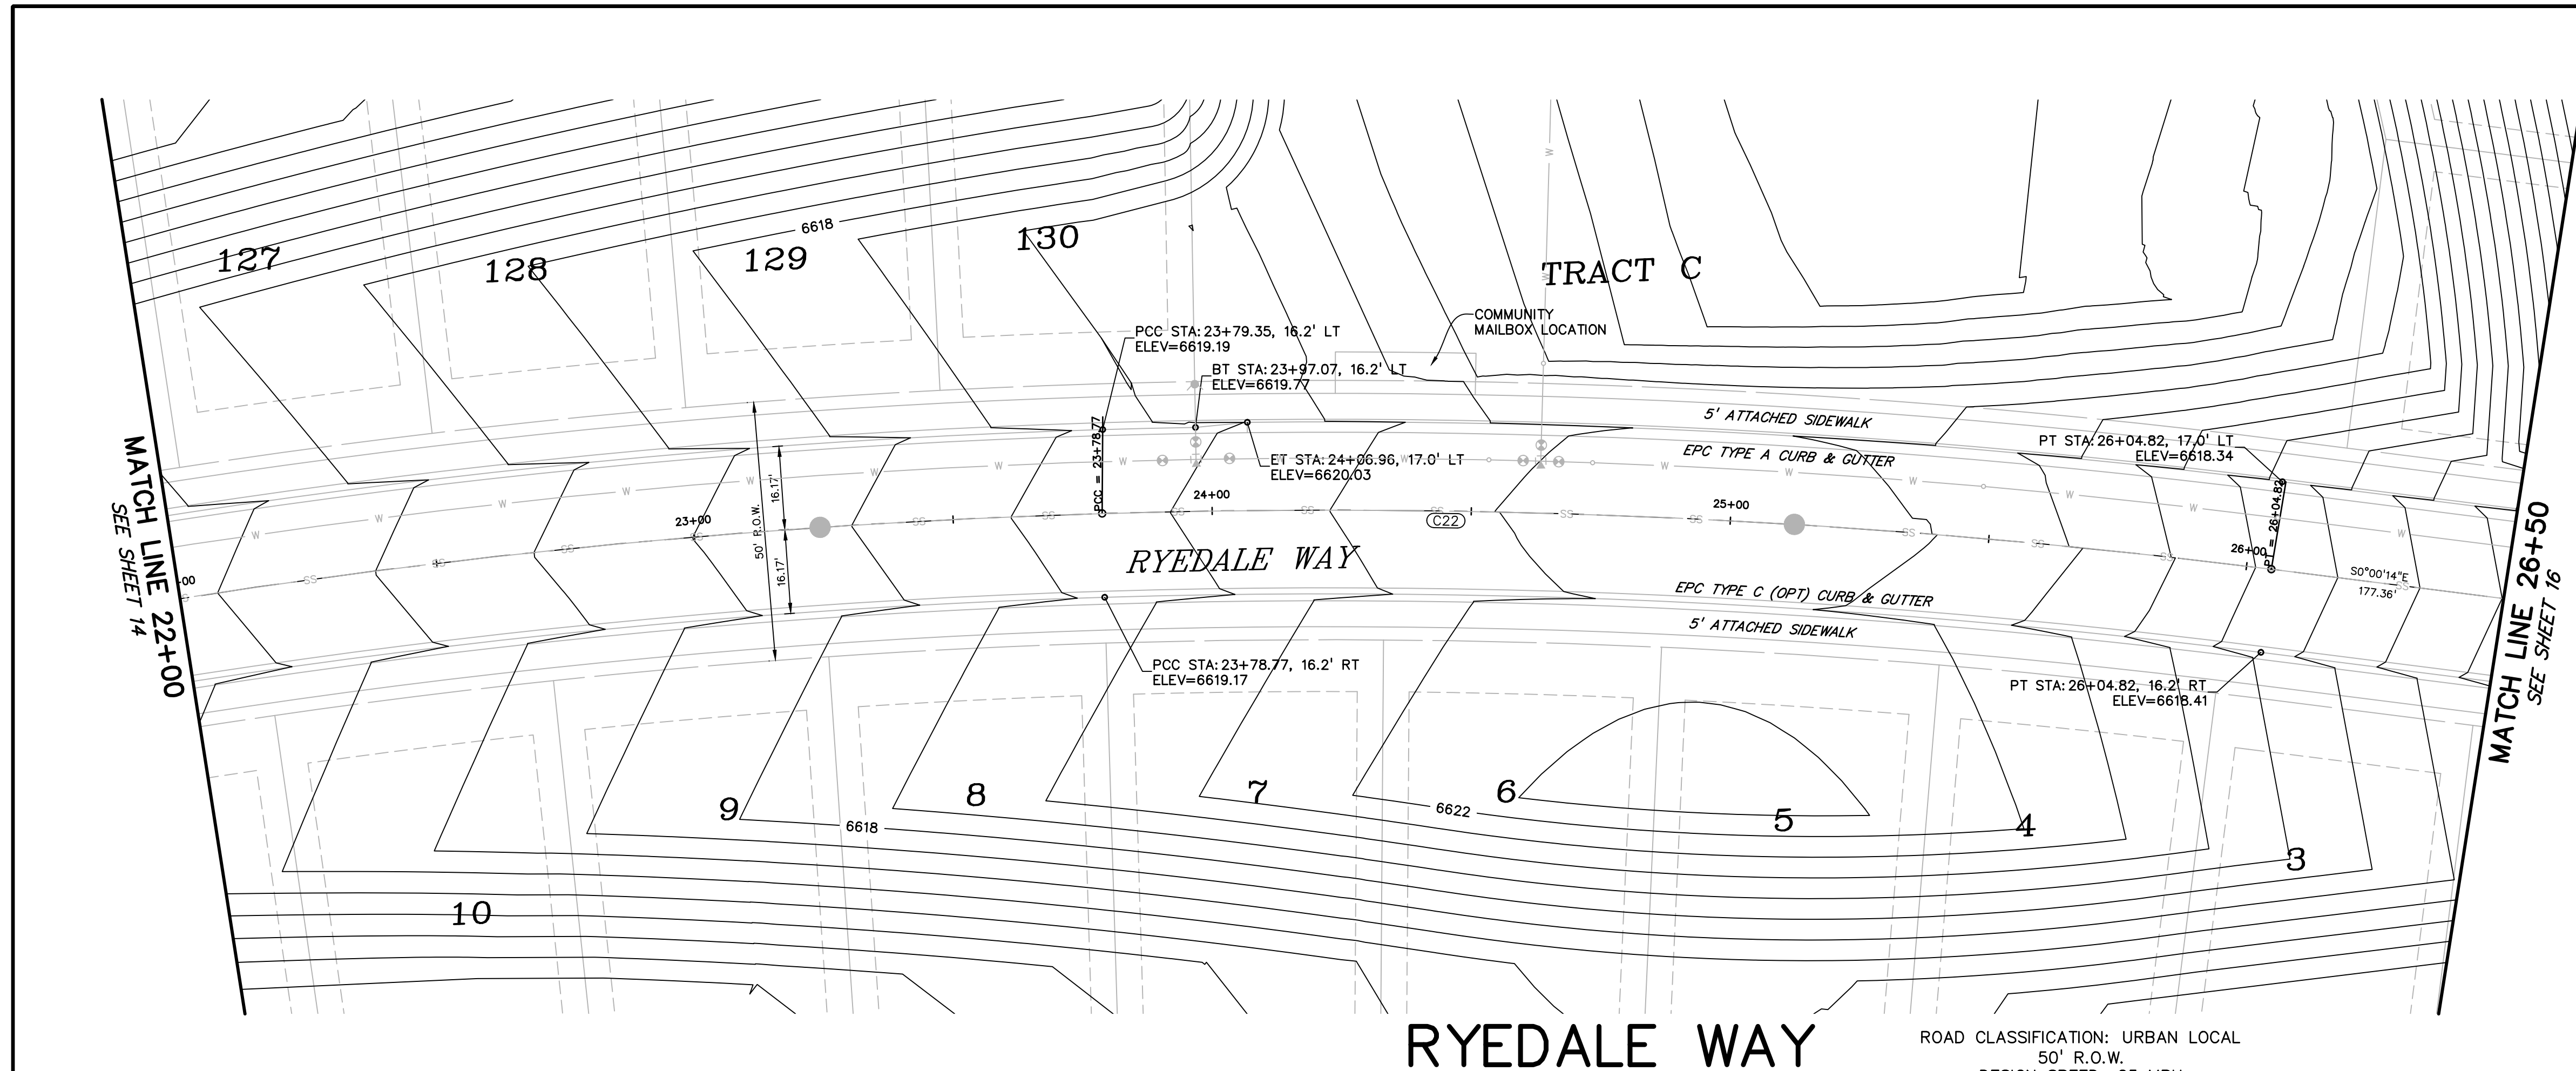 6618
127
128
129
130
TRACT C
COMMUNITY
MAILBOX LOCATION
PCC STA: 23+79.35, 16.2' LT
ELEV=6619.19
BT STA: 23+97.07, 16.2' LT
ELEV=6619.77
5' ATTACHED SIDEWALK
PT STA: 26+04.82, 17.0' LT
ELEV=6618.34
EPC TYPE A CURB & GUTTER
ET STA: 24+06.96, 17.0' LT
ELEV=6620.03
PCC = 23+78.77
PT = 26+04.82
MATCH LINE 22+00
SEE SHEET 14
23+00
24+00
25+00
26+00
16.17'
50' R.O.W.
16.17'
C22
RYEDALE WAY
S0°00'14"E
177.36'
MATCH LINE 26+50
SEE SHEET 16
EPC TYPE C (OPT) CURB & GUTTER
5' ATTACHED SIDEWALK
PCC STA: 23+78.77, 16.2' RT
ELEV=6619.17
PT STA: 26+04.82, 16.2' RT
ELEV=6618.41
9
8
7
6
5
4
3
10
6618
6622
RYEDALE WAY
ROAD CLASSIFICATION: URBAN LOCAL
50' R.O.W.